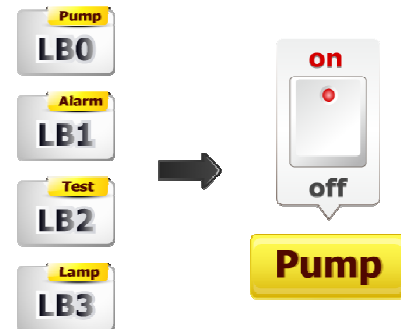 Pump
LB0
Alarm
LB1
Test
LB2
Lamp
LB3
on
off
Pump